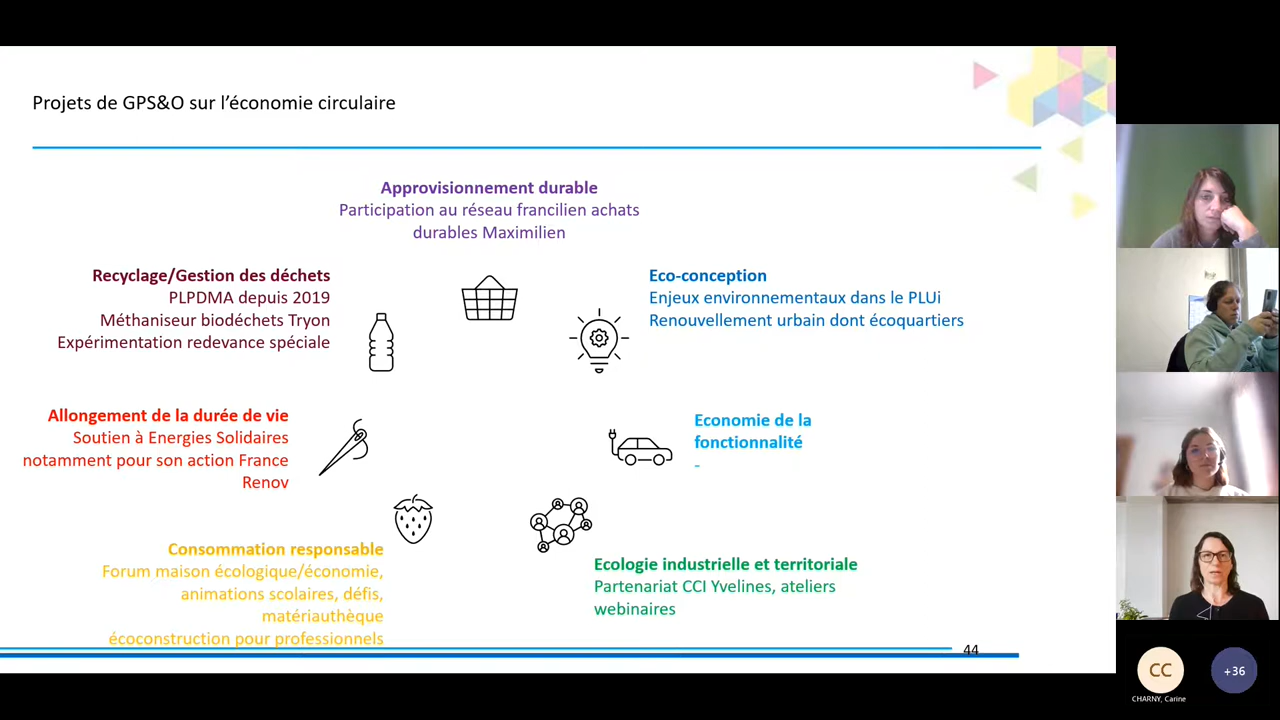 Projets de GPS&O sur l’économie circulaire
Approvisionnement durable
Participation au réseau francilien achats
durables Maximilien
Recyclage/Gestion des déchets
PLPDMA depuis 2019
Méthaniseur biodéchets Tryon
Expérimentation redevance spéciale
Eco-conception
Enjeux environnementaux dans le PLUi
Renouvellement urbain dont écoquartiers
Allongement de la durée de vie
Soutien à Energies Solidaires
notamment pour son action France
Renov
Economie de la
fonctionnalité
-
Consommation responsable
Forum maison écologique/économie,
animations scolaires, défis,
matériauthèque
écoconstruction pour professionnels
Ecologie industrielle et territoriale
Partenariat CCI Yvelines, ateliers
webinaires
44
CC
CHARNY, Carine
+36